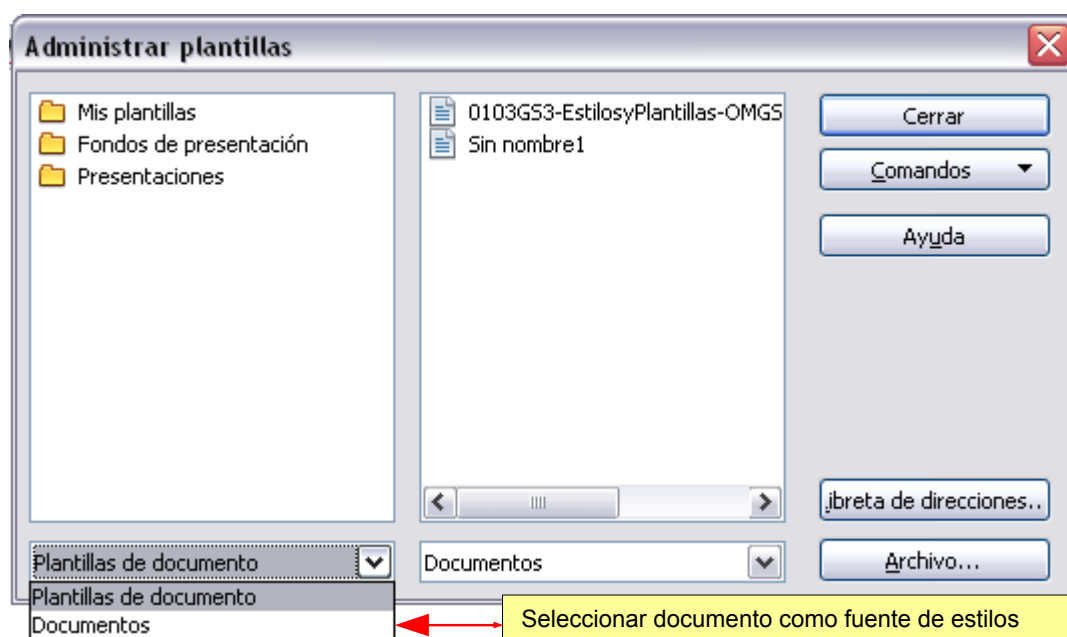 Administrar plantillas
Mis plantillas
Fondos de presentación
Presentaciones
0103GS3-EstilosyPlantillas-OMGS
Sin nombre1
Cerrar
Comandos
Ayuda
ibreta de direcciones..
Archivo...
Plantillas de documento
Documentos
Plantillas de documento
Documentos
Seleccionar documento como fuente de estilos